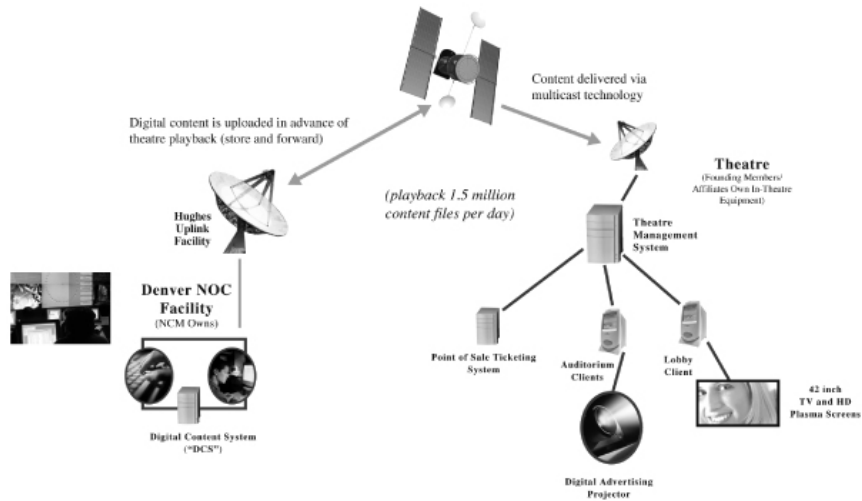 Content delivered via
multicast technology
Digital content is uploaded in advance of
theatre playback (store and forward)
Theatre
(Founding Members/
Affiliates Own In-Theatre
Equipment)
(playback 1.5 million
content files per day)
Hughes
Uplink
Facility
Theatre
Management
System
Denver NOC
Facility
(NCM Owns)
Point of Sale Ticketing
System
Auditorium
Clients
Lobby
Client
42 inch
TV and HD
Plasma Screens
Digital Content System
("DCS")
Digital Advertising
Projector